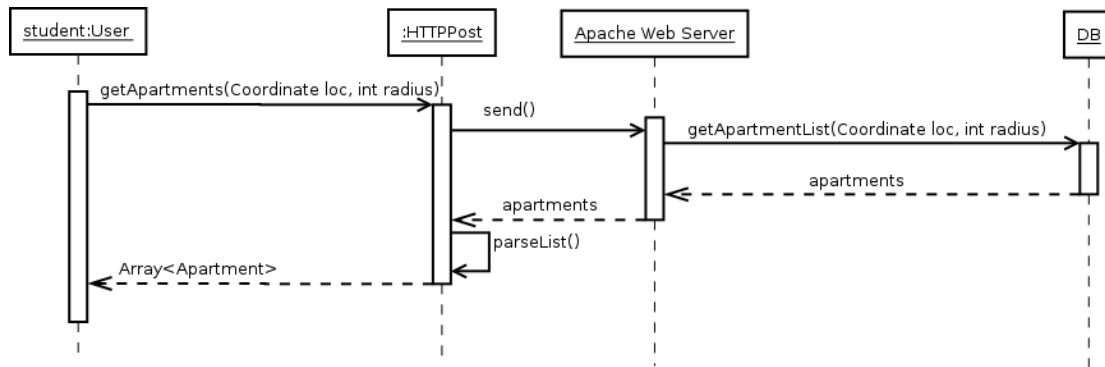 student:User
:HTTPPost
Apache Web Server
DB
getApartments(Coordinate loc, int radius)
send()
getApartmentList(Coordinate loc, int radius)
apartments
apartments
parseList()
Array<Apartment>